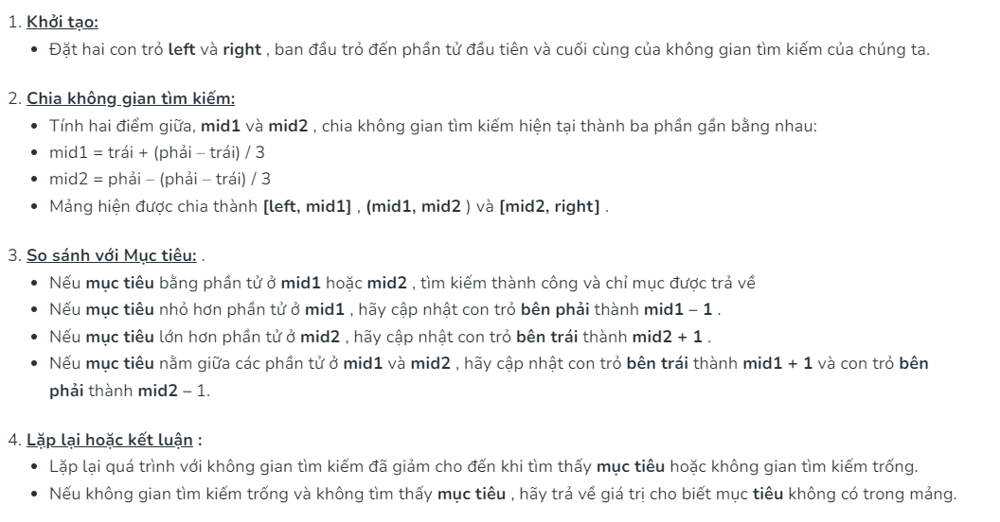 1. Khởi tạo:
• Đặt hai con trỏ left và right , ban đầu trỏ đến phần tử đầu tiên và cuối cùng của không gian tìm kiếm của chúng ta.
2. Chia không gian tìm kiếm:
• Tính hai điểm giữa, mid1 và mid2 , chia không gian tìm kiếm hiện tại thành ba phần gần bằng nhau:
• mid1 = trái + (phải – trái) / 3
• mid2 = phải – (phải – trái) / 3
• Mảng hiện được chia thành [left, mid1] , (mid1, mid2 ) và [mid2, right] .
3. So sánh với Mục tiêu: .
• Nếu mục tiêu bằng phần tử ở mid1 hoặc mid2 , tìm kiếm thành công và chỉ mục được trả về
• Nếu mục tiêu nhỏ hơn phần tử ở mid1 , hãy cập nhật con trỏ bên phải thành mid1 – 1 .
• Nếu mục tiêu lớn hơn phần tử ở mid2 , hãy cập nhật con trỏ bên trái thành mid2 + 1 .
• Nếu mục tiêu nằm giữa các phần tử ở mid1 và mid2 , hãy cập nhật con trỏ bên trái thành mid1 + 1 và con trỏ bên
phải thành mid2 – 1.
4. Lặp lại hoặc kết luận :
• Lặp lại quá trình với không gian tìm kiếm đã giảm cho đến khi tìm thấy mục tiêu hoặc không gian tìm kiếm trống.
• Nếu không gian tìm kiếm trống và không tìm thấy mục tiêu , hãy trả về giá trị cho biết mục tiêu không có trong mảng.